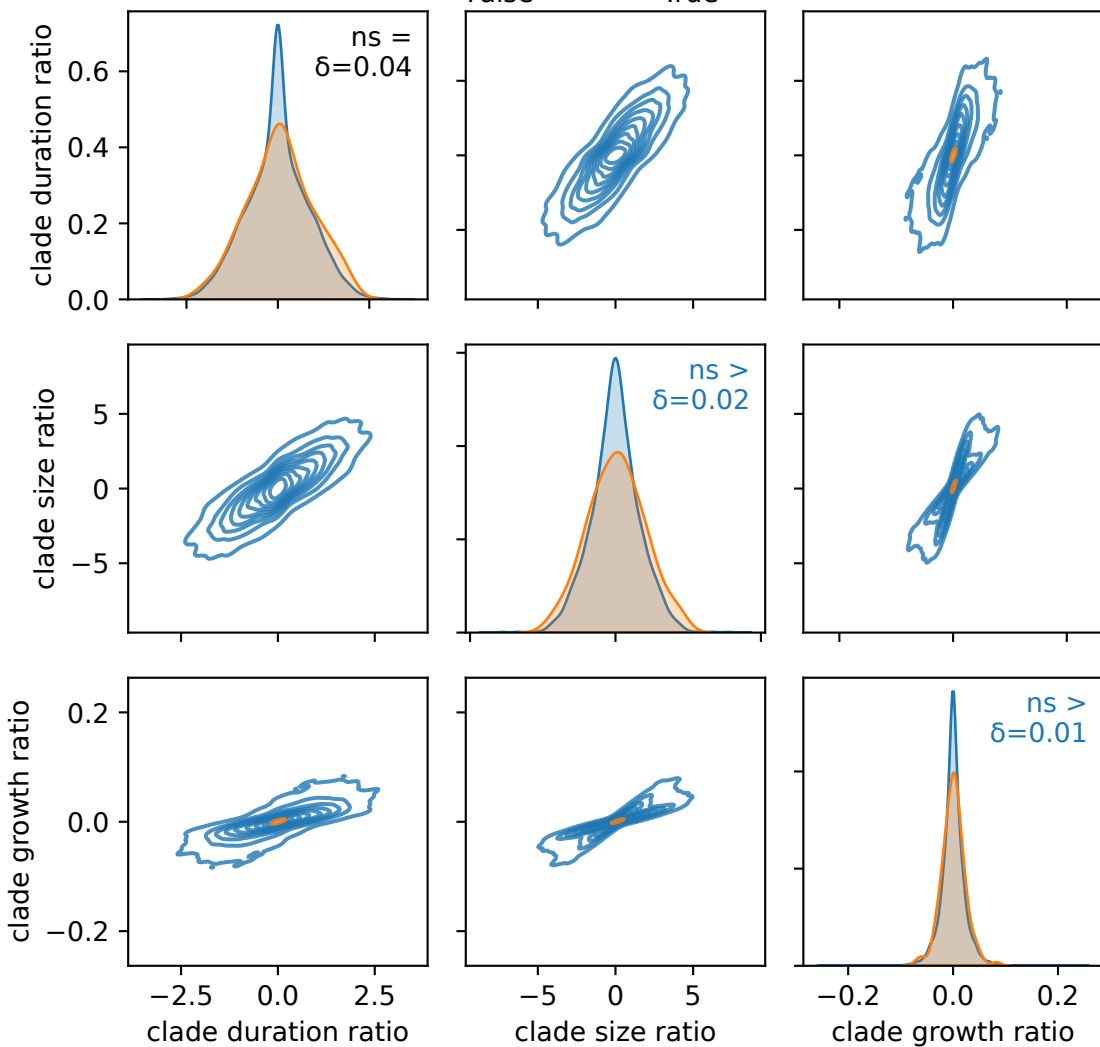 clade duration ratio
0.6
0.4
0.2
0.0
ns =
δ=0.04
clade size ratio
5
0
−5
ns >
δ=0.02
clade growth ratio
0.2
0.0
−0.2
ns >
δ=0.01
−2.5 0.0 2.5
clade duration ratio
−5 0 5
clade size ratio
−0.2 0.0 0.2
clade growth ratio